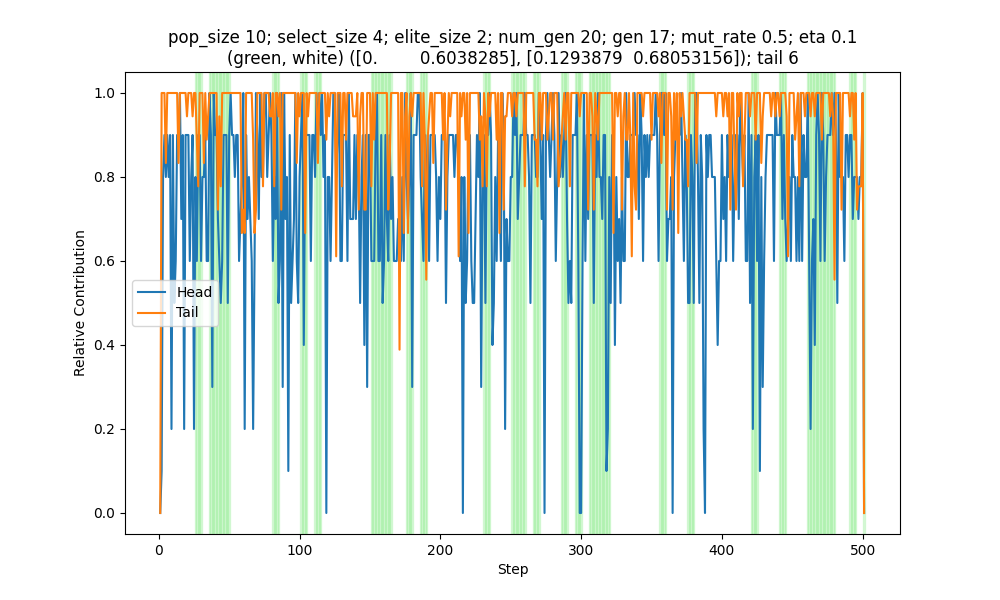 pop_size 10; select_size 4; elite_size 2; num_gen 20; gen 17; mut_rate 0.5; eta 0.1
(green, white) ([0.        0.6038285], [0.1293879  0.68053156]); tail 6
1.0
0.8
0.6
0.4
0.2
0.0
Relative Contribution
Head
Tail
0
100
200
300
400
500
Step